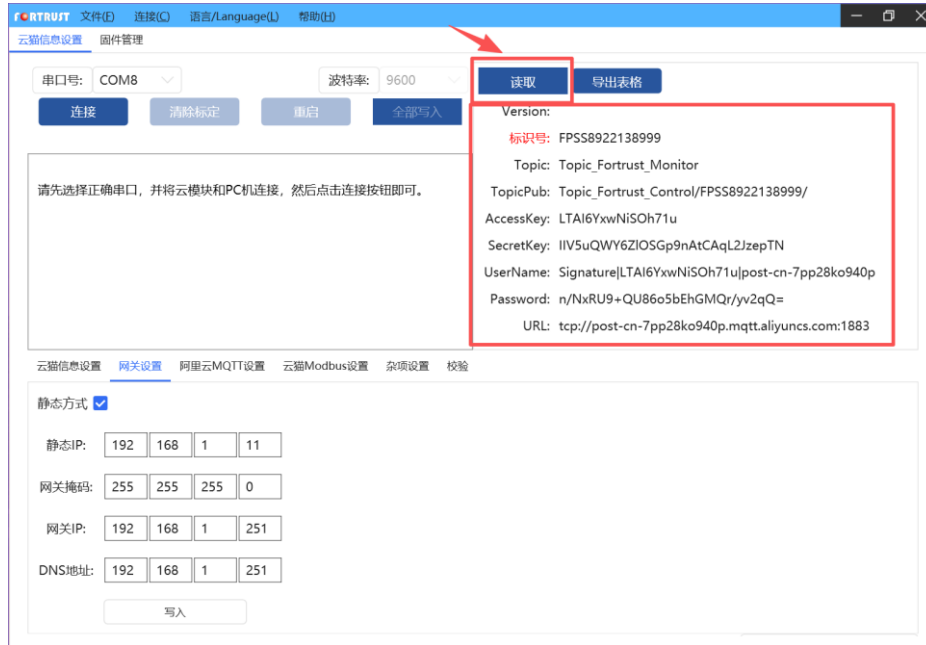 FORTRUST 文件(F) 连接(C) 语言/Language(L) 帮助(H)
云猫信息设置 固件管理
串口号: COM8 波特率: 9600 读取 导出表格
连接 清除标定 重启 全部写入
Version:
标识号: FPSS8922138999
Topic: Topic_Fortrust_Monitor
TopicPub: Topic_Fortrust_Control/FPSS8922138999/
AccessKey: LTAI6YxwNiSOh71u
SecretKey: IIV5uQWY6ZlOSGp9nAtCAqL2JzepTN
UserName: Signature|LTAI6YxwNiSOh71u|post-cn-7pp28ko940p
Password: n/NxRU9+QU86o5bEhGMQr/yv2qQ=
URL: tcp://post-cn-7pp28ko940p.mqtt.aliyuncs.com:1883
请先选择正确串口，并将云模块和PC机连接，然后点击连接按钮即可。
云猫信息设置 网关设置 阿里云MQTT设置 云猫Modbus设置 杂项设置 校验
静态方式
静态IP: 192 168 1 11
网关掩码: 255 255 255 0
网关IP: 192 168 1 251
DNS地址: 192 168 1 251
写入